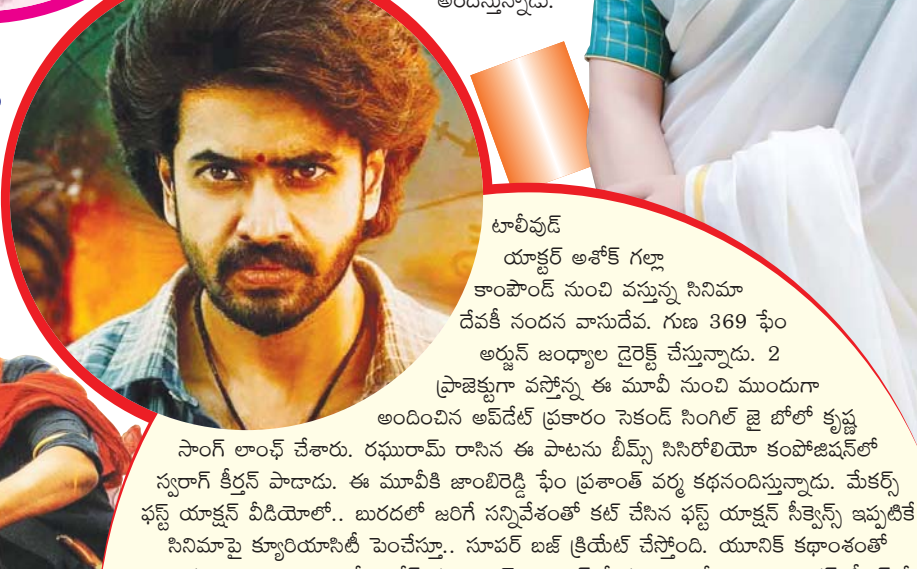 అందిస్తున్నాడు.
టాలీవుడ్
యాక్టర్ అశోక్ గల్లా
కాంపౌండ్ నుంచి వస్తున్న సినిమా
దేవకీ నందన వాసుదేవ. గుణ 369 ఫేం
అర్జున్ జంధ్యాల డైరెక్ట్ చేస్తున్నాడు. 2
ప్రాజెక్టుగా వస్తోన్న ఈ మూవీ నుంచి ముందుగా
అందించిన అప్‌డేట్ ప్రకారం సెకండ్ సింగిల్ జై బోలో కృష్ణ
సాంగ్ లాంఛ్ చేశారు. రఘురామ్ రాసిన ఈ పాటను బీమ్స్ సిసిరోలియో కంపోజిషన్‌లో
స్వరాగ్ కీర్తన్ పాడాడు. ఈ మూవీకి జాంబిరెడ్డి ఫేం ప్రశాంత్ వర్మ కథనందిస్తున్నాడు. మేకర్స్
ఫస్ట్ యాక్షన్ వీడియోలో.. బురదలో జరిగే సన్నివేశంతో కట్ చేసిన ఫస్ట్ యాక్షన్ సీక్వెన్స్ ఇప్పటికే
సినిమాపై క్యూరియాసిటీ పెంచేస్తూ.. సూపర్ బజ్ క్రియేట్ చేస్తోంది. యూనిక్ కథాంశంతో